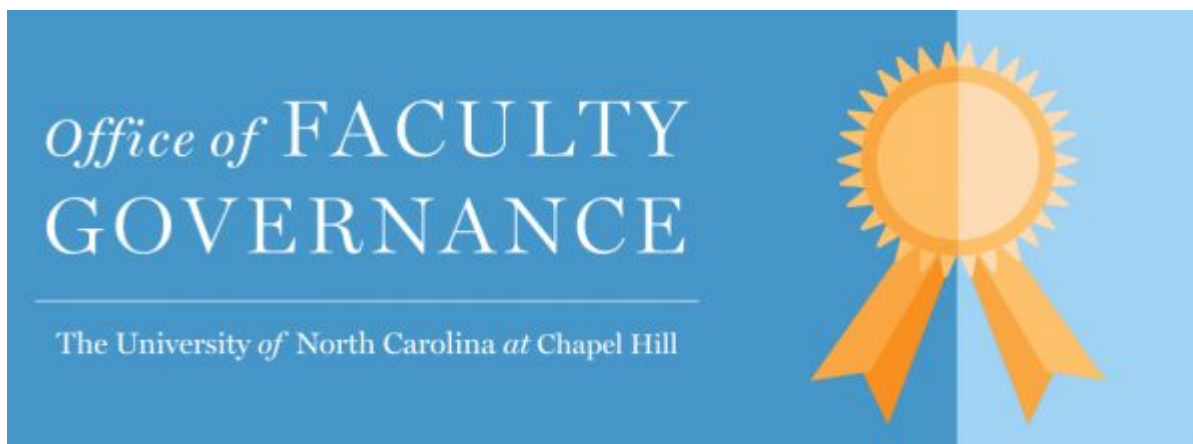 Office of FACULTY
GOVERNANCE
The University of North Carolina at Chapel Hill